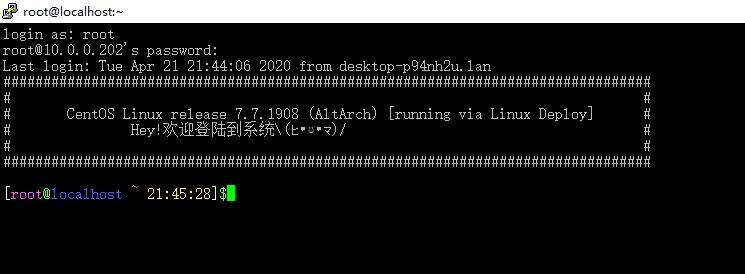 root@localhost:~
login as: root
root@10.0.0.202's password:
Last login: Tue Apr 21 21:44:06 2020 from desktop-p94nh2u.lan
########################################################################
# #
# CentOS Linux release 7.7.1908 (AltArch) [running via Linux Deploy] #
# Hey!欢迎登陆到系统\(ヒ•ロ•マ)/ #
# #
########################################################################
[root@localhost ~ 21:45:28]$